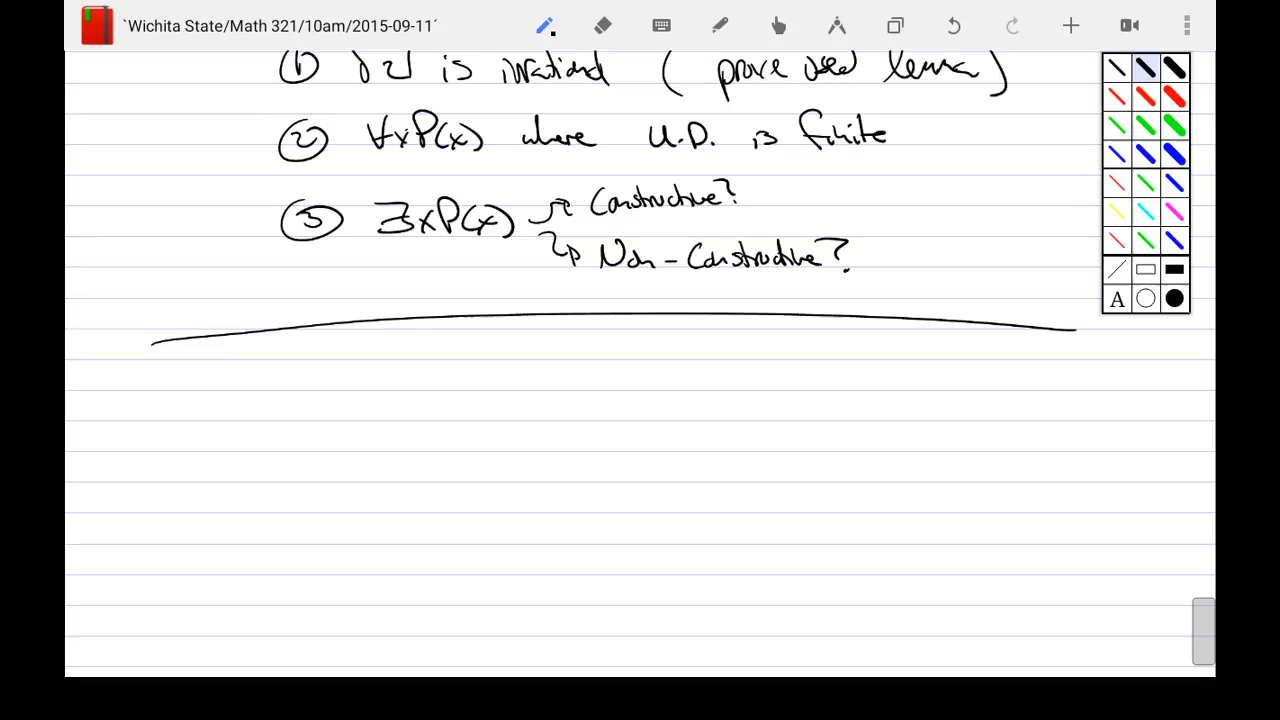 `Wichita State/Math 321/10am/2015-09-11´
① √2 is irrational ( prove used lemma )
② ∀xP(x) where U.D. is finite
③ ∃xP(x) → Constructive?
→ Non-Constructive?
A